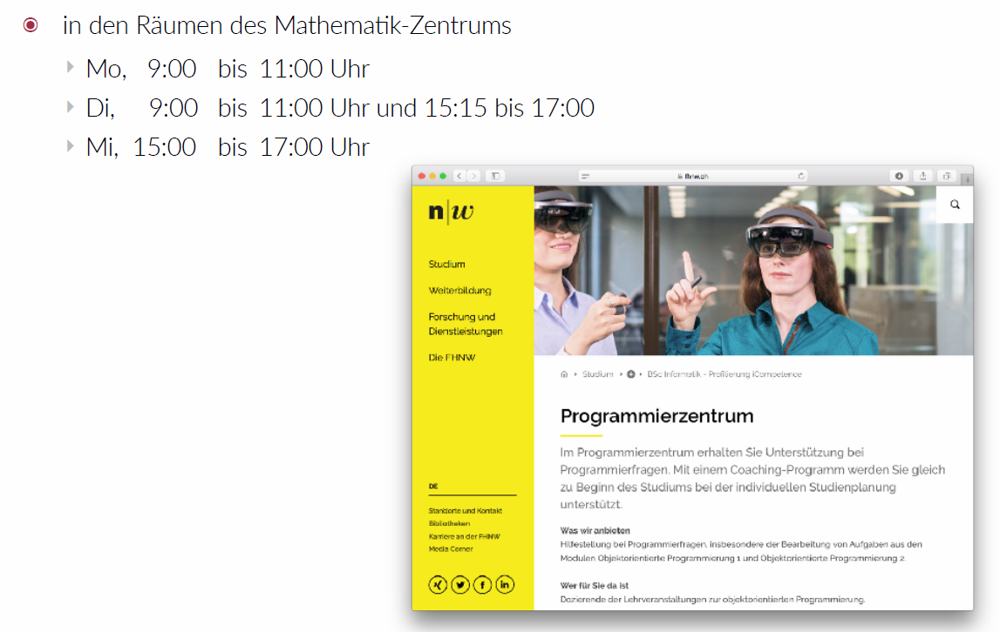 in den Räumen des Mathematik-Zentrums
Mo, 9:00 bis 11:00 Uhr
Di, 9:00 bis 11:00 Uhr und 15:15 bis 17:00
Mi, 15:00 bis 17:00 Uhr
fhnw.ch
n|w
Studium
Weiterbildung
Forschung und
Dienstleistungen
Die FHNW
DE
Standorte und Kontakt
Bibliotheken
Karriere an der FHNW
Media Corner
Studium
BSc Informatik - Profilierung iCompetence
Programmierzentrum
Im Programmierzentrum erhalten Sie Unterstützung bei
Programmierfragen. Mit einem Coaching-Programm werden Sie gleich
zu Beginn des Studiums bei der individuellen Studienplanung
unterstützt.
Was wir anbieten
Hilfestellung bei Programmierfragen, insbesondere der Bearbeitung von Aufgaben aus den
Modulen Objektorientierte Programmierung 1 und Objektorientierte Programmierung 2.
Wer für Sie da ist
Dozierende der Lehrveranstaltungen zur objektorientierten Programmierung.